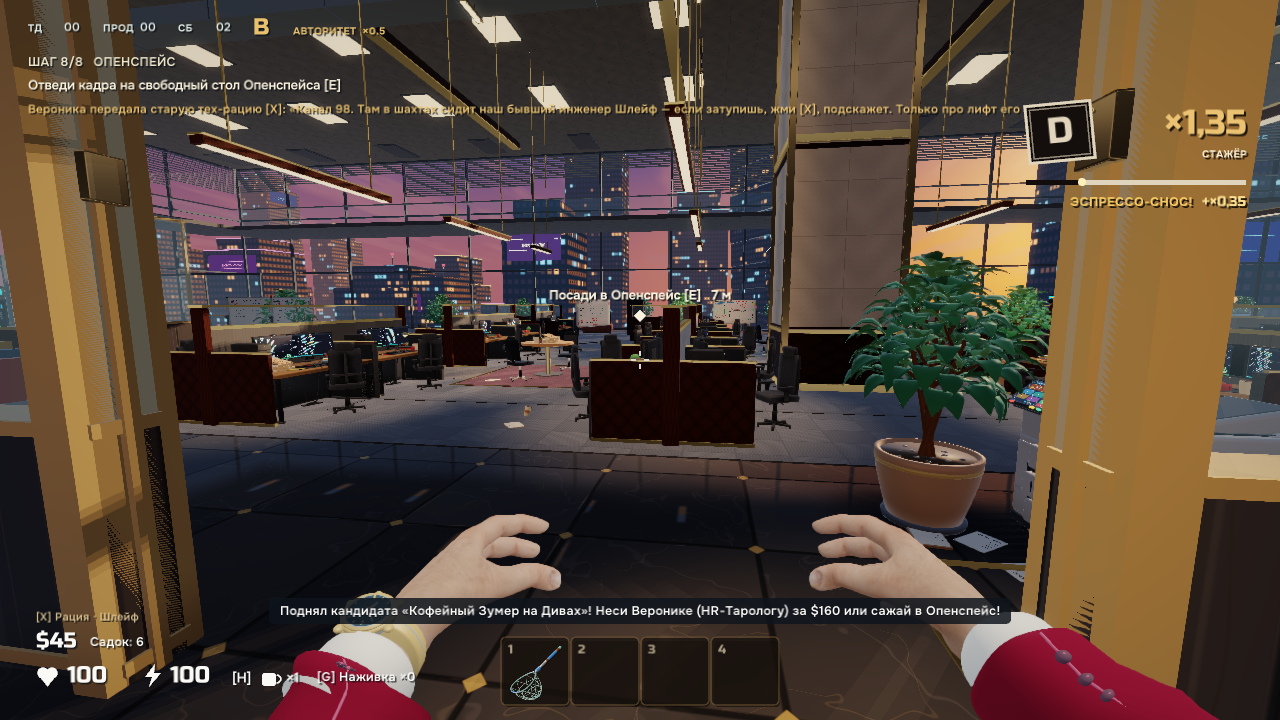 ТД 00 ПРОД 00 СБ 02 B АВТОРИТЕТ ×0.5
ШАГ 8/8 ОПЕНСПЕЙС
Отведи кадра на свободный стол Опенспейса [E]
Вероника передала старую тех-рацию [X]: «Канал 98. Там в шахтах сидит наш бывший инженер Шлейф — если затупишь, жми [X], подскажет. Только про лифт его
D
×1,35
СТАЖЁР
ЭСПРЕССО-СНОС! +×0,35
Посади в Опенспейс [E] 7 м
Поднял кандидата «Кофейный Зумер на Дивах»! Неси Веронике (HR-Тарологу) за $160 или сажай в Опенспейс!
[X] Рация · Шлейф
$45 Садок: 6
100 100 [H] ×1 [G] Наживка ×0
1 2 3 4